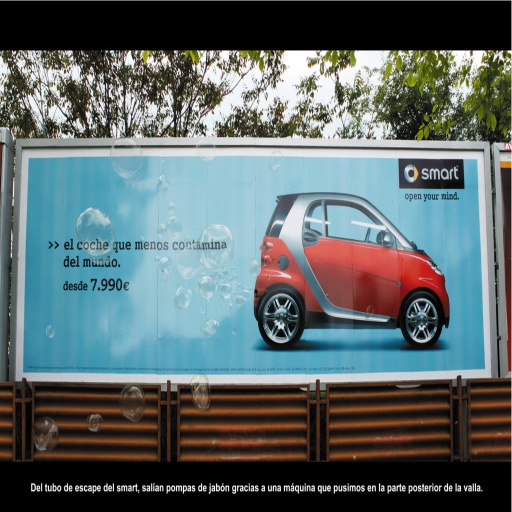 smart
open your mind.
>> el coche que menos contamina
del mundo.
desde 7.990€
Del tubo de escape del smart, salían pompas de jabón gracias a una máquina que pusimos en la parte posterior de la valla.